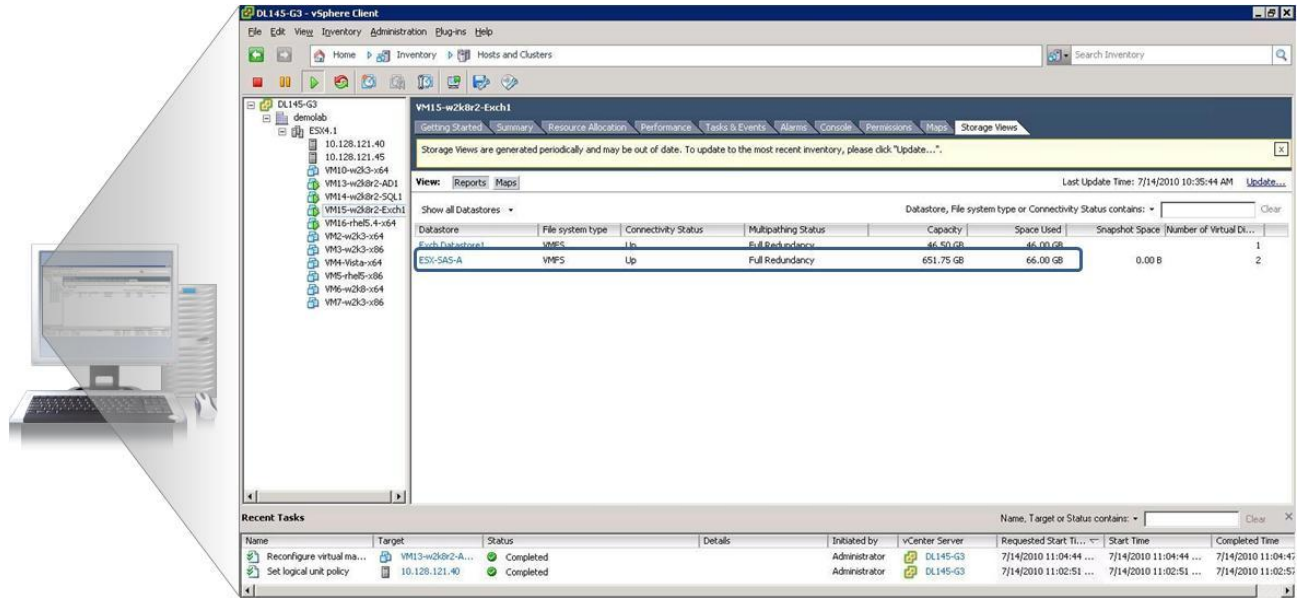 DL145-G3 - vSphere Client
File Edit View Inventory Administration Plug-ins Help
Home Inventory Hosts and Clusters Search Inventory
DL145-G3
demolab
ESX4.1
10.128.121.40
10.128.121.45
VM10-w2k3-x64
VM13-w2k8r2-AD1
VM14-w2k8r2-SQL1
VM15-w2k8r2-Exch1
VM16-rhel5.4-x64
VM2-w2k3-x64
VM3-w2k3-x86
VM4-Vista-x64
VM5-rhel5-x86
VM6-w2k8-x64
VM7-w2k3-x86
VM15-w2k8r2-Exch1
Getting Started Summary Resource Allocation Performance Tasks & Events Alarms Console Permissions Maps Storage Views
Storage Views are generated periodically and may be out of date. To update to the most recent inventory, please click "Update...".
View: Reports Maps Last Update Time: 7/14/2010 10:35:44 AM Update...
Show all Datastores Datastore, File system type or Connectivity Status contains: Clear
Datastore File system type Connectivity Status Multipathing Status Capacity Space Used Snapshot Space Number of Virtual Di...
Exch Datastore1 VMFS Up Full Redundancy 46.50 GB 46.00 GB 1
ESX-SAS-A VMFS Up Full Redundancy 651.75 GB 66.00 GB 0.00 B 2
Recent Tasks Name, Target or Status contains: Clear
Name Target Status Details Initiated by vCenter Server Requested Start Ti... Start Time Completed Time
Reconfigure virtual ma... VM13-w2k8r2-A... Completed Administrator DL145-G3 7/14/2010 11:04:44 ... 7/14/2010 11:04:44 ... 7/14/2010 11:04:47
Set logical unit policy 10.128.121.40 Completed Administrator DL145-G3 7/14/2010 11:02:51 ... 7/14/2010 11:02:51 ... 7/14/2010 11:02:57